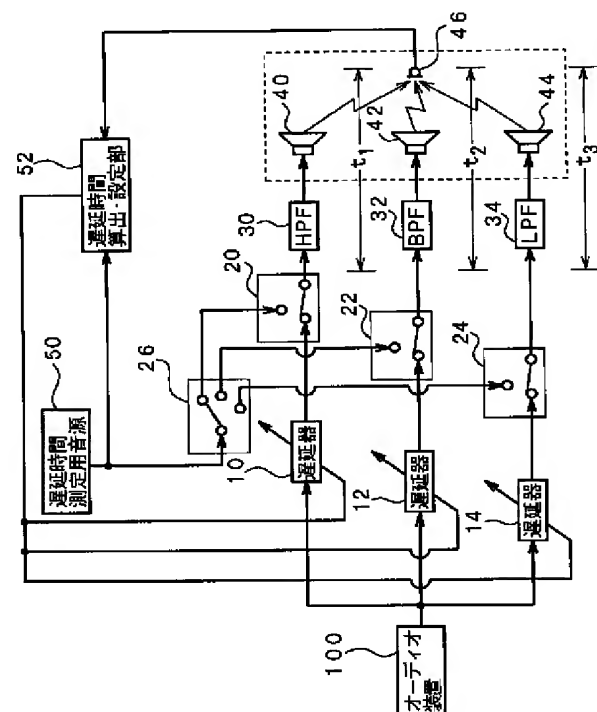 52
遅延時間
算出・設定部
50
遅延時間
測定用音源
26
20
30
HPF
40
46
t1
22
32
BPF
42
t2
24
34
LPF
44
t3
10
遅延器
12
遅延器
14
遅延器
100
オーディオ
装置